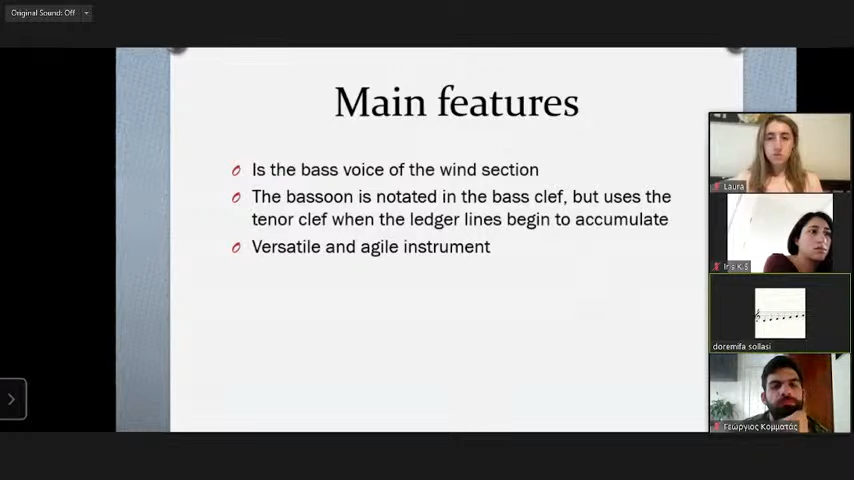 Original Sound: Off
Main features
Is the bass voice of the wind section
The bassoon is notated in the bass clef, but uses the
tenor clef when the ledger lines begin to accumulate
Versatile and agile instrument
Laura
Iris K.S
doremifa sollasi
Γεώργιος Κομματάς